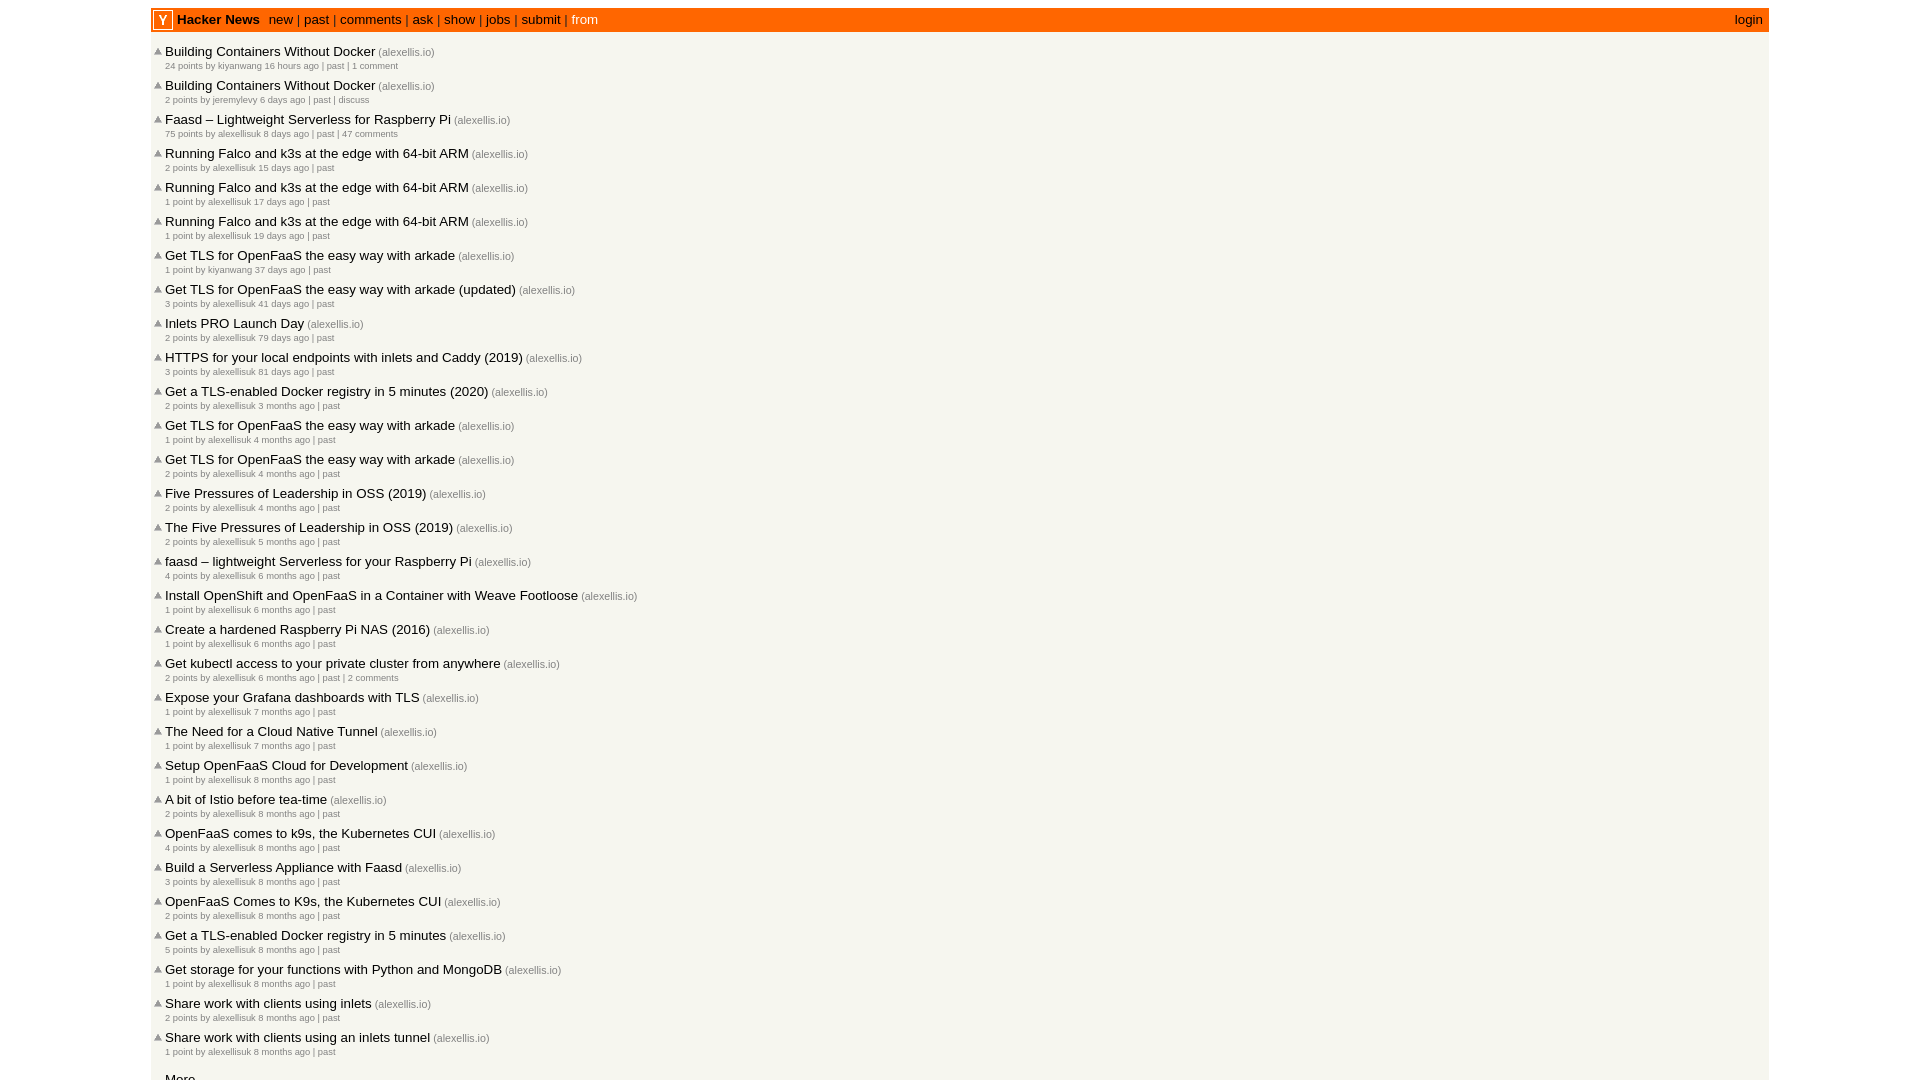 Y Hacker News new | past | comments | ask | show | jobs | submit | from login
Building Containers Without Docker (alexellis.io)
24 points by kiyanwang 16 hours ago | past | 1 comment
Building Containers Without Docker (alexellis.io)
2 points by jeremylevy 6 days ago | past | discuss
Faasd – Lightweight Serverless for Raspberry Pi (alexellis.io)
75 points by alexellisuk 8 days ago | past | 47 comments
Running Falco and k3s at the edge with 64-bit ARM (alexellis.io)
2 points by alexellisuk 15 days ago | past
Running Falco and k3s at the edge with 64-bit ARM (alexellis.io)
1 point by alexellisuk 17 days ago | past
Running Falco and k3s at the edge with 64-bit ARM (alexellis.io)
1 point by alexellisuk 19 days ago | past
Get TLS for OpenFaaS the easy way with arkade (alexellis.io)
1 point by kiyanwang 37 days ago | past
Get TLS for OpenFaaS the easy way with arkade (updated) (alexellis.io)
3 points by alexellisuk 41 days ago | past
Inlets PRO Launch Day (alexellis.io)
2 points by alexellisuk 79 days ago | past
HTTPS for your local endpoints with inlets and Caddy (2019) (alexellis.io)
3 points by alexellisuk 81 days ago | past
Get a TLS-enabled Docker registry in 5 minutes (2020) (alexellis.io)
2 points by alexellisuk 3 months ago | past
Get TLS for OpenFaaS the easy way with arkade (alexellis.io)
1 point by alexellisuk 4 months ago | past
Get TLS for OpenFaaS the easy way with arkade (alexellis.io)
2 points by alexellisuk 4 months ago | past
Five Pressures of Leadership in OSS (2019) (alexellis.io)
2 points by alexellisuk 4 months ago | past
The Five Pressures of Leadership in OSS (2019) (alexellis.io)
2 points by alexellisuk 5 months ago | past
faasd – lightweight Serverless for your Raspberry Pi (alexellis.io)
4 points by alexellisuk 6 months ago | past
Install OpenShift and OpenFaaS in a Container with Weave Footloose (alexellis.io)
1 point by alexellisuk 6 months ago | past
Create a hardened Raspberry Pi NAS (2016) (alexellis.io)
1 point by alexellisuk 6 months ago | past
Get kubectl access to your private cluster from anywhere (alexellis.io)
2 points by alexellisuk 6 months ago | past | 2 comments
Expose your Grafana dashboards with TLS (alexellis.io)
1 point by alexellisuk 7 months ago | past
The Need for a Cloud Native Tunnel (alexellis.io)
1 point by alexellisuk 7 months ago | past
Setup OpenFaaS Cloud for Development (alexellis.io)
1 point by alexellisuk 8 months ago | past
A bit of Istio before tea-time (alexellis.io)
2 points by alexellisuk 8 months ago | past
OpenFaaS comes to k9s, the Kubernetes CUI (alexellis.io)
4 points by alexellisuk 8 months ago | past
Build a Serverless Appliance with Faasd (alexellis.io)
3 points by alexellisuk 8 months ago | past
OpenFaaS Comes to K9s, the Kubernetes CUI (alexellis.io)
2 points by alexellisuk 8 months ago | past
Get a TLS-enabled Docker registry in 5 minutes (alexellis.io)
5 points by alexellisuk 8 months ago | past
Get storage for your functions with Python and MongoDB (alexellis.io)
1 point by alexellisuk 8 months ago | past
Share work with clients using inlets (alexellis.io)
2 points by alexellisuk 8 months ago | past
Share work with clients using an inlets tunnel (alexellis.io)
1 point by alexellisuk 8 months ago | past
More